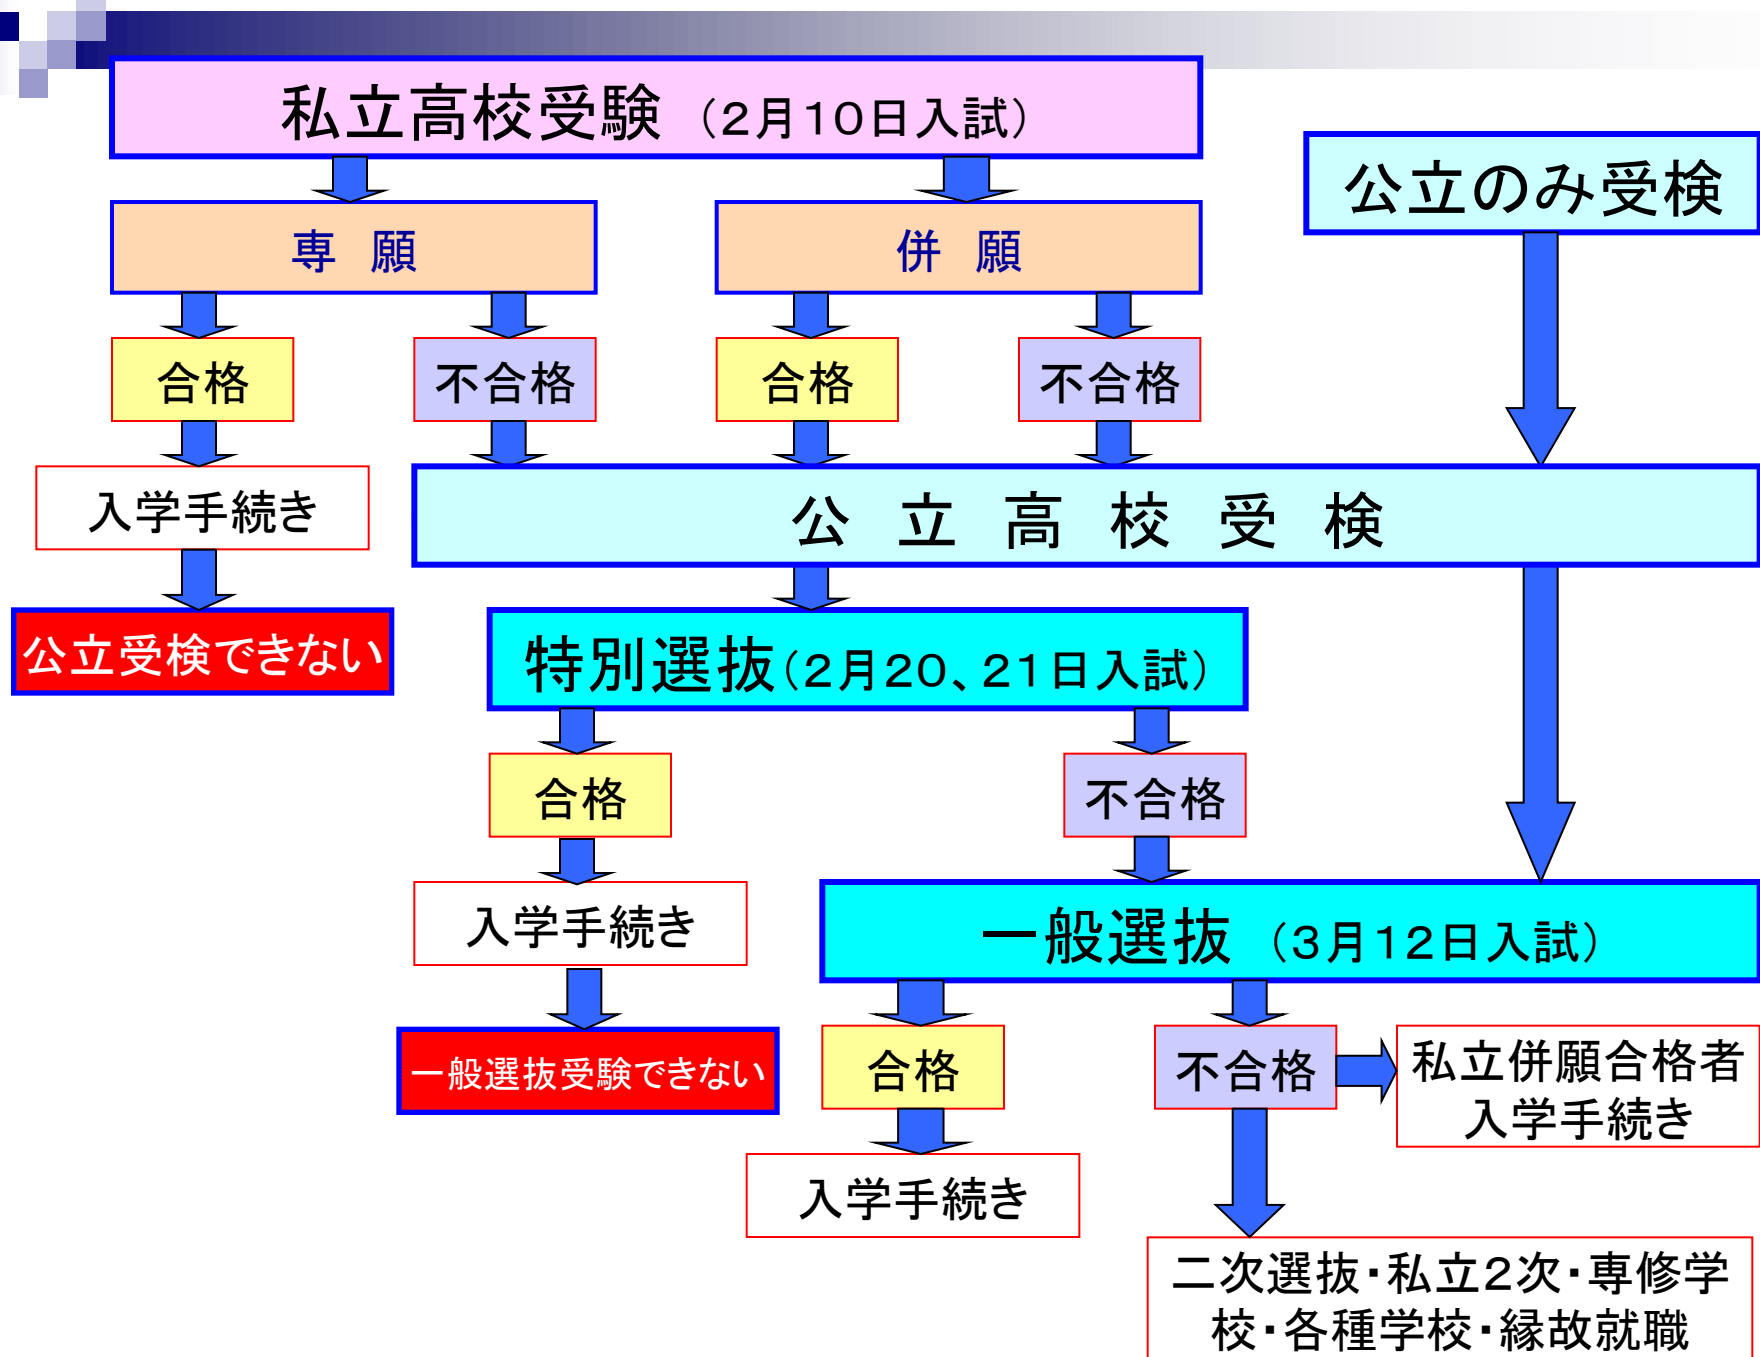 私立高校受験（２月１０日入試）
公立のみ受検
専　願
併　願
合格
不合格
合格
不合格
入学手続き
公　立　高　校　受　検
公立受検できない
特別選抜（２月２０、２１日入試）
合格
不合格
入学手続き
一般選抜（３月１２日入試）
一般選抜受験できない
合格
不合格
私立併願合格者
入学手続き
入学手続き
二次選抜・私立２次・専修学
校・各種学校・縁故就職